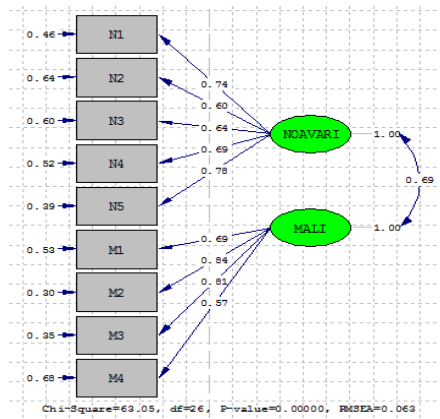 0.46 N1
0.64 N2
0.74
0.60
0.60 N3
0.64
NOAVARI 1.00
0.52 N4
0.69
0.78
0.69
0.39 N5
0.53 M1
0.69
MALI 1.00
0.84
0.30 M2
0.81
0.57
0.35 M3
0.68 M4
Chi-Square=63.05, df=26, P-value=0.00000, RMSEA=0.063